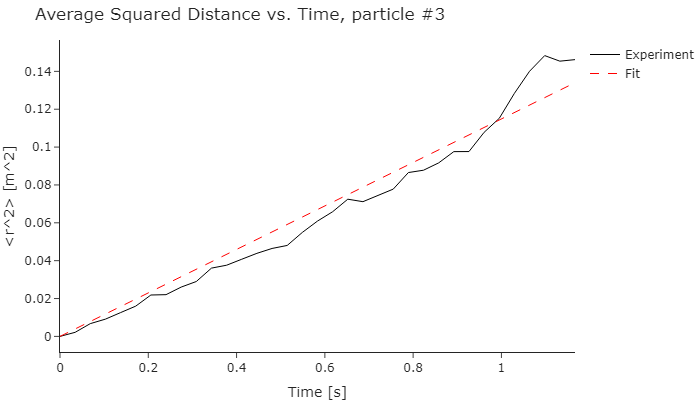 Average Squared Distance vs. Time, particle #3
Experiment
Fit
<r^2> [m^2]
0.14
0.12
0.1
0.08
0.06
0.04
0.02
0
0
0.2
0.4
0.6
0.8
1
Time [s]